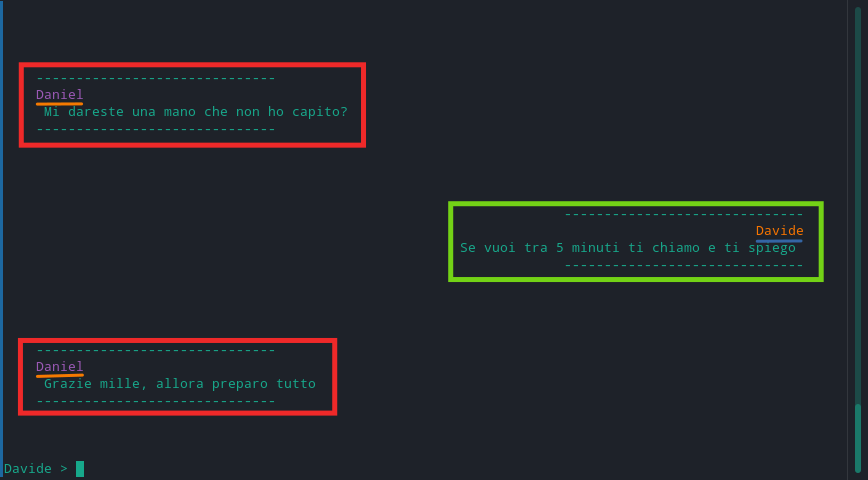 ------------------------------
Daniel
Mi dareste una mano che non ho capito?
------------------------------
------------------------------
Davide
Se vuoi tra 5 minuti ti chiamo e ti spiego
------------------------------
------------------------------
Daniel
Grazie mille, allora preparo tutto
------------------------------
Davide >